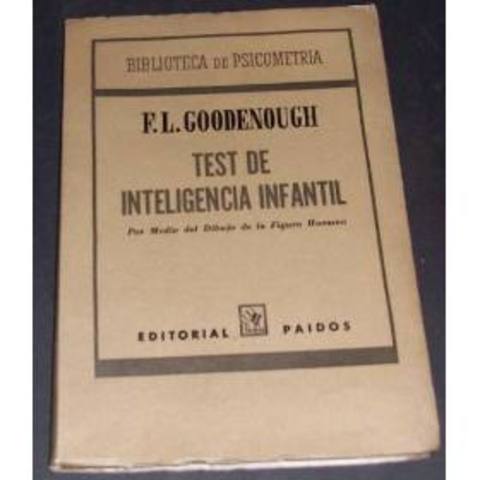 BIBLIOTECA DE PSICOMETRIA
F. L. GOODENOUGH
TEST DE
INTELIGENCIA INFANTIL
Por Medio del Dibujo de la Figura Humana
EDITORIAL PAIDOS